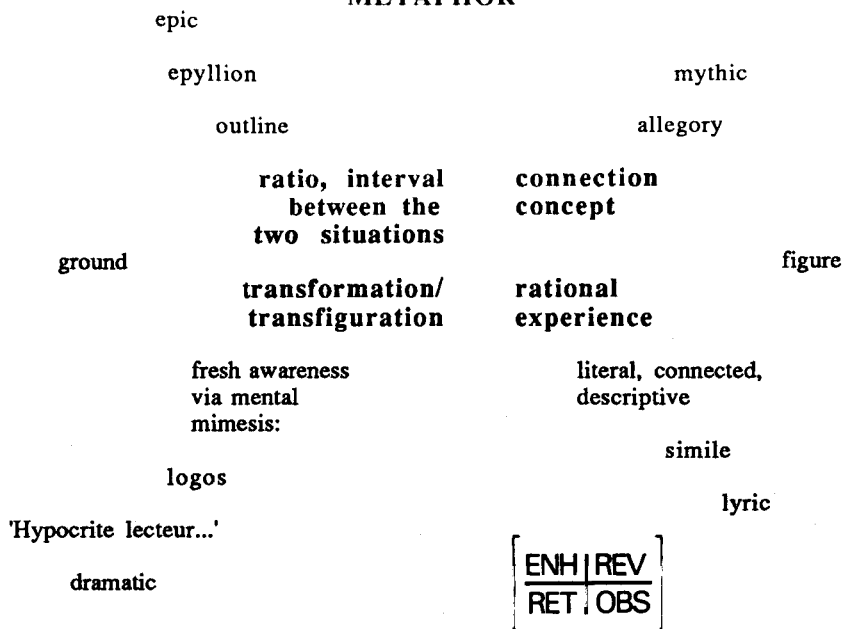 METAPHOR
epic
epyllion
mythic
outline
allegory
ratio, interval
between the
two situations
connection
concept
ground
figure
transformation/
transfiguration
rational
experience
fresh awareness
via mental
mimesis:
literal, connected,
descriptive
simile
logos
lyric
'Hypocrite lecteur...'
dramatic
ENH REV
RET OBS